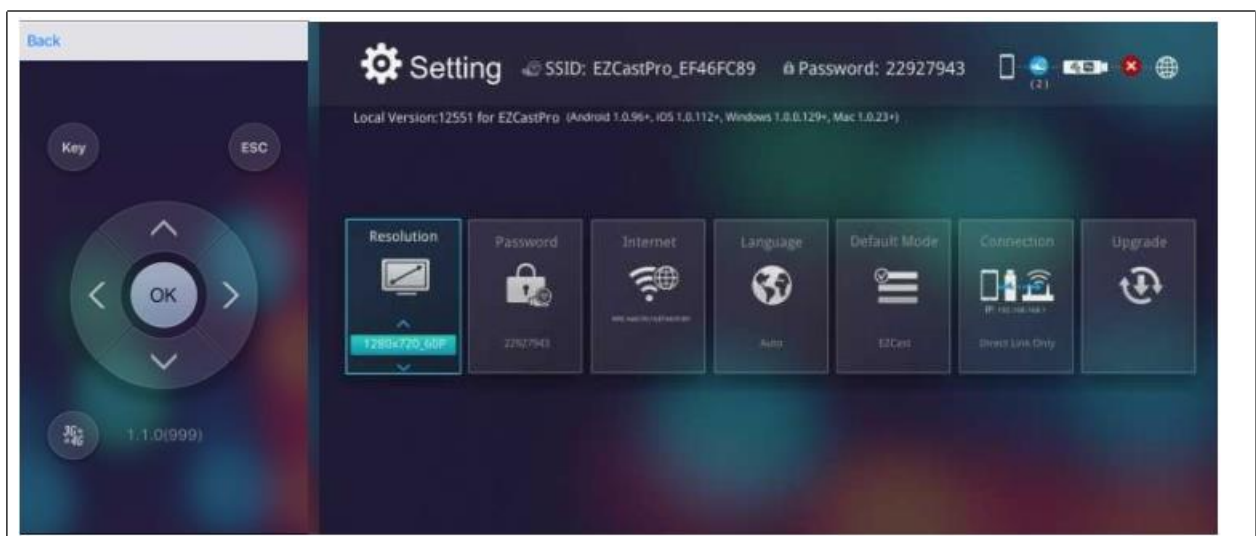 Back
Key
ESC
OK
1.1.0(999)
Setting SSID: EZCastPro_EF46FC89 Password: 22927943
(2)
Local Version:12551 for EZCastPro (Android 1.0.96+, iOS 1.0.112+, Windows 1.0.0.129+, Mac 1.0.23+)
Resolution
1280x720_60P
Password
22927943
Internet
Language
Auto
Default Mode
EZCast
Connection
Direct Link Only
Upgrade